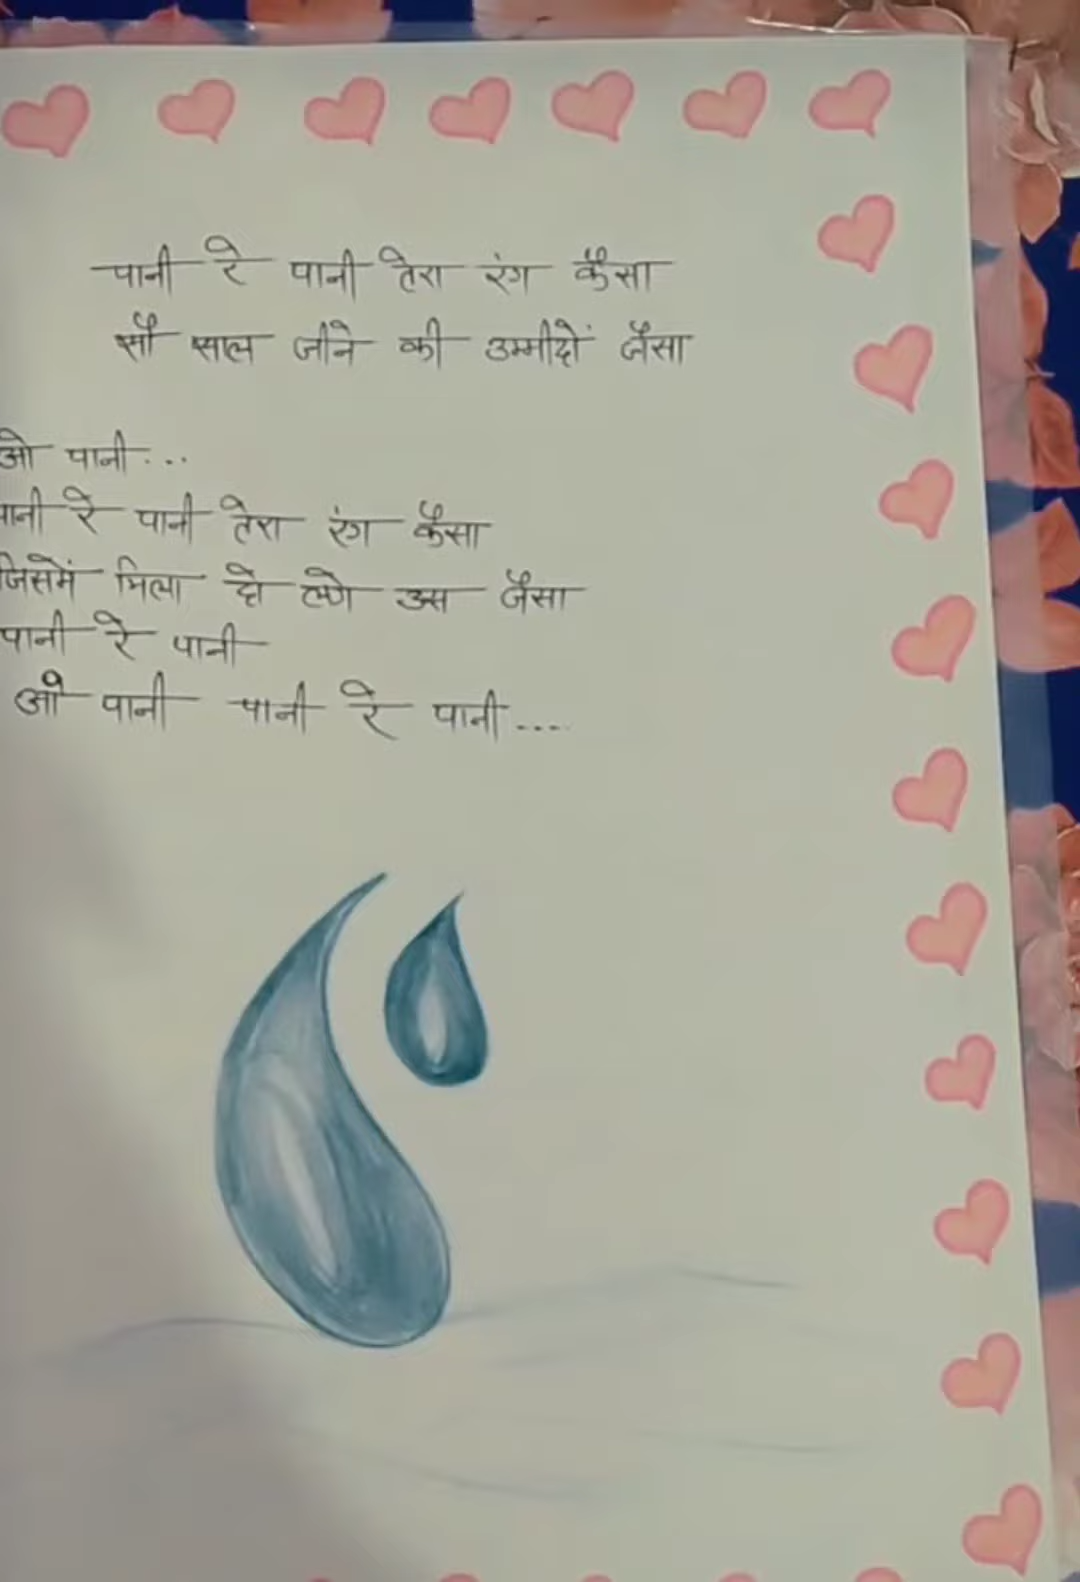 पानी रे पानी तेरा रंग कैसा
सौ साल जीने की उम्मीदों जैसा
ओ पानी...
पानी रे पानी तेरा रंग कैसा
जिसमें मिला दो लगे उस जैसा
पानी रे पानी
ओ पानी पानी रे पानी....